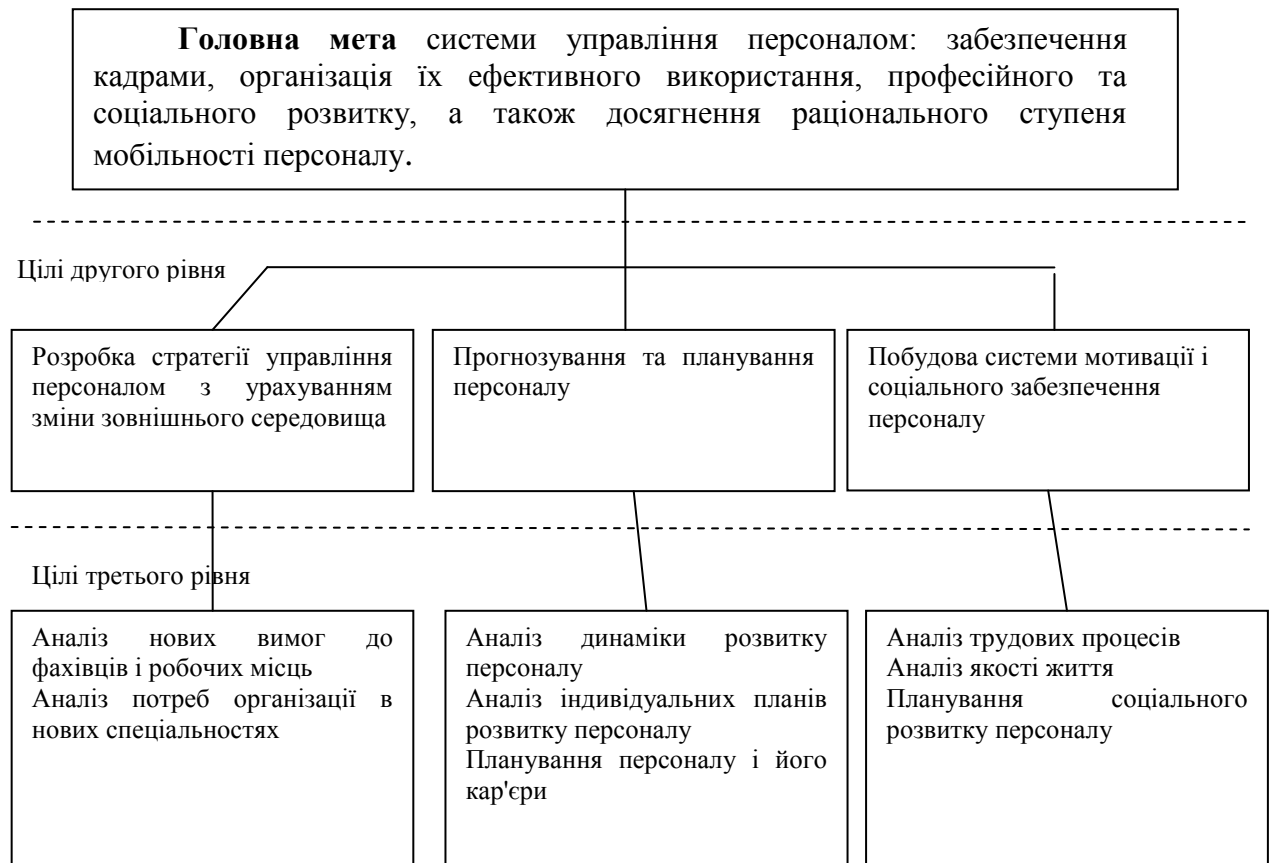 Головна мета системи управління персоналом: забезпечення
кадрами, організація їх ефективного використання, професійного та
соціального розвитку, а також досягнення раціонального ступеня
мобільності персоналу.
Цілі другого рівня
Розробка стратегії управління
персоналом з урахуванням
зміни зовнішнього середовища
Прогнозування та планування
персоналу
Побудова системи мотивації і
соціального забезпечення
персоналу
Цілі третього рівня
Аналіз нових вимог до
фахівців і робочих місць
Аналіз потреб організації в
нових спеціальностях
Аналіз динаміки розвитку
персоналу
Аналіз індивідуальних планів
розвитку персоналу
Планування персоналу і його
кар'єри
Аналіз трудових процесів
Аналіз якості життя
Планування соціального
розвитку персоналу